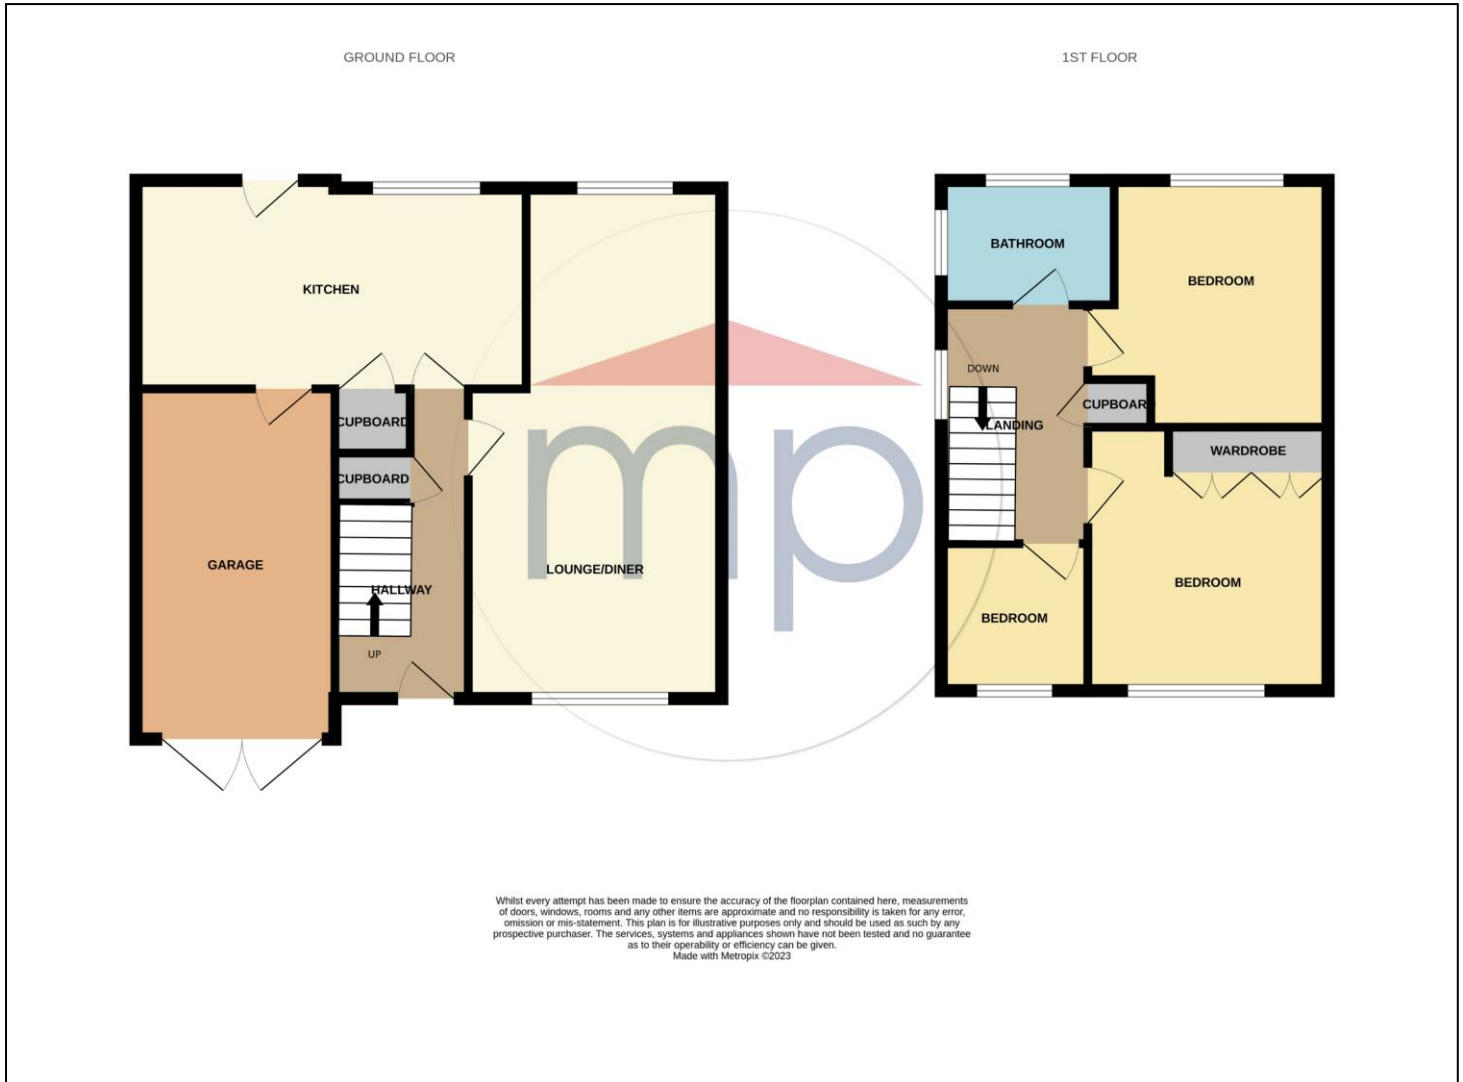 GROUND FLOOR
KITCHEN
CUPBOARD
CUPBOARD
GARAGE
HALLWAY
UP
LOUNGE/DINER
mp
1ST FLOOR
BATHROOM
BEDROOM
DOWN
CUPBOARD
LANDING
WARDROBE
BEDROOM
BEDROOM
Whilst every attempt has been made to ensure the accuracy of the floorplan contained here, measurements
of doors, windows, rooms and any other items are approximate and no responsibility is taken for any error,
omission or mis-statement. This plan is for illustrative purposes only and should be used as such by any
prospective purchaser. The services, systems and appliances shown have not been tested and no guarantee
as to their operability or efficiency can be given.
Made with Metropix ©2023